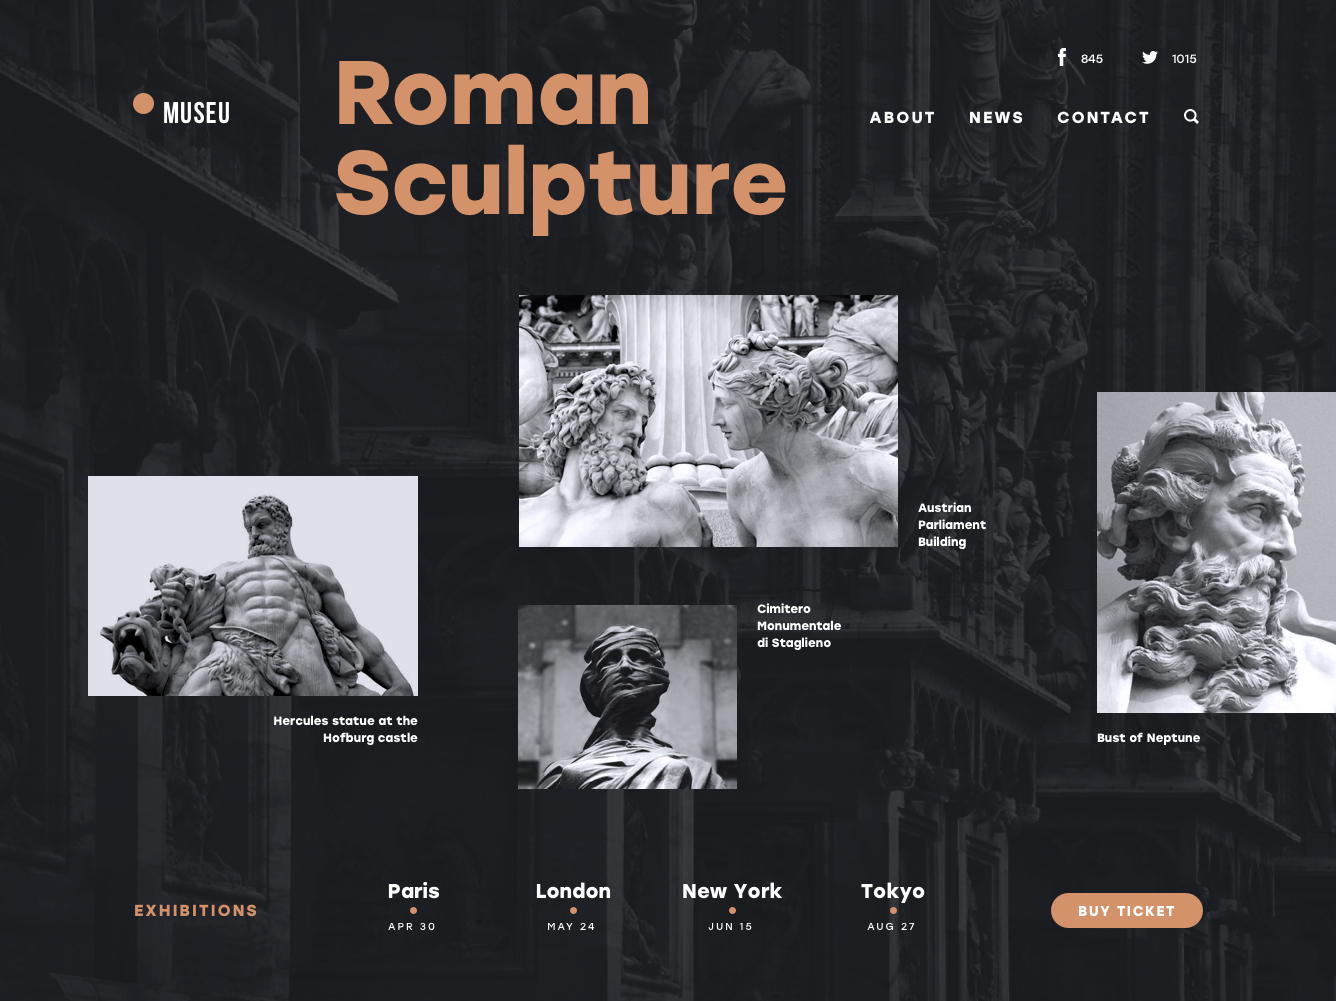 MUSEU
Roman
Sculpture
845
1015
ABOUT
NEWS
CONTACT
Austrian
Parliament
Building
Hercules statue at the
Hofburg castle
Cimitero
Monumentale
di Staglieno
Bust of Neptune
EXHIBITIONS
Paris
APR 30
London
MAY 24
New York
JUN 15
Tokyo
AUG 27
BUY TICKET